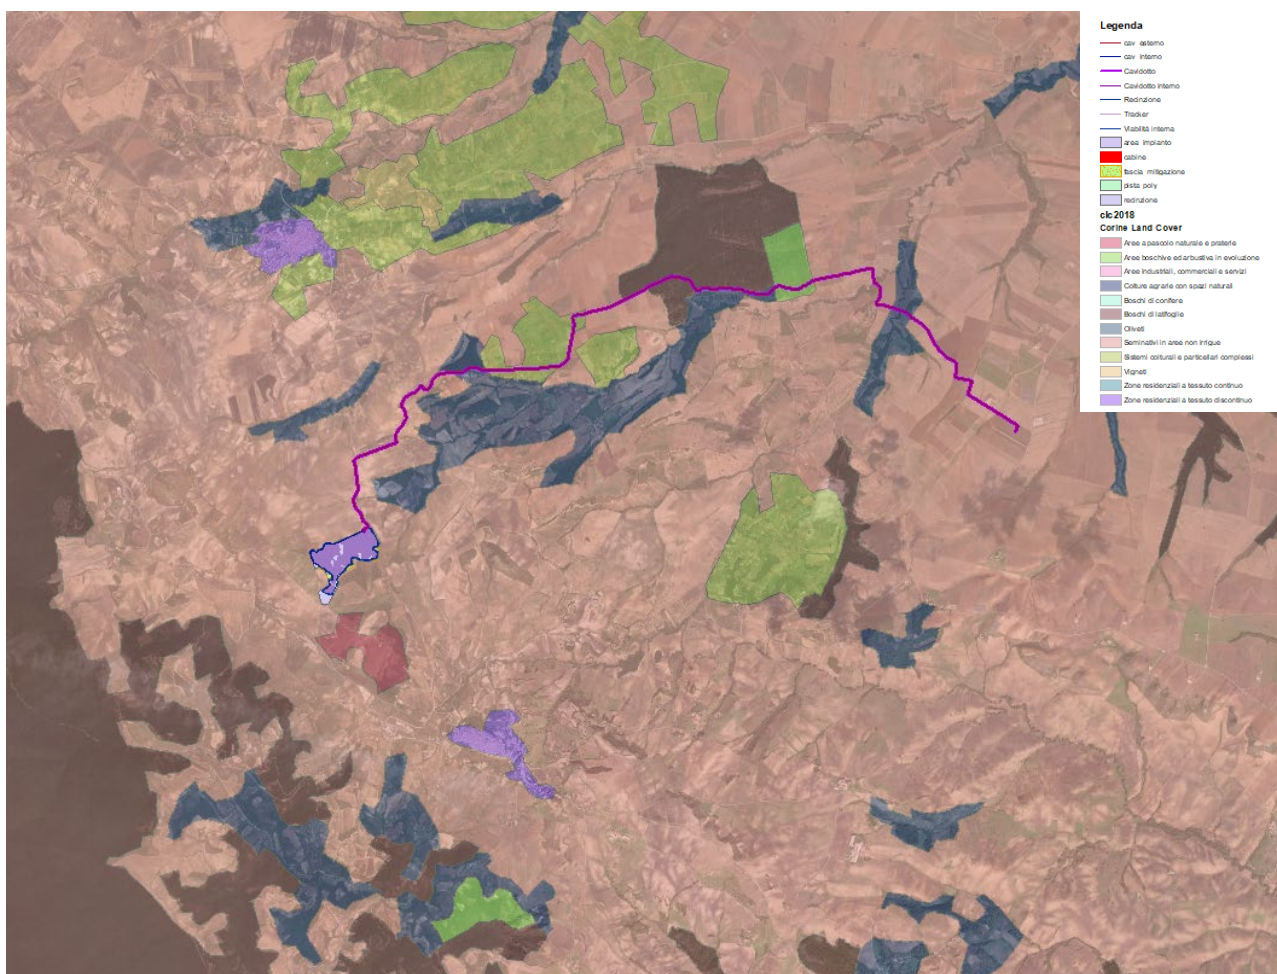 Legenda
cav esterno
cav interno
Cavidotto
Cavidotto interno
Recinzione
Tracker
Viabilità interna
area impianto
cabine
fascia mitigazione
pista poly
recinzione
clc2018
Corine Land Cover
Aree a pascolo naturale e praterie
Aree boschive ed arbustiva in evoluzione
Aree industriali, commerciali e servizi
Colture agrarie con spazi naturali
Boschi di conifere
Boschi di latifoglie
Oliveti
Seminativi in aree non irrigue
Sistemi colturali e particellari complessi
Vigneti
Zone residenziali a tessuto continuo
Zone residenziali a tessuto discontinuo